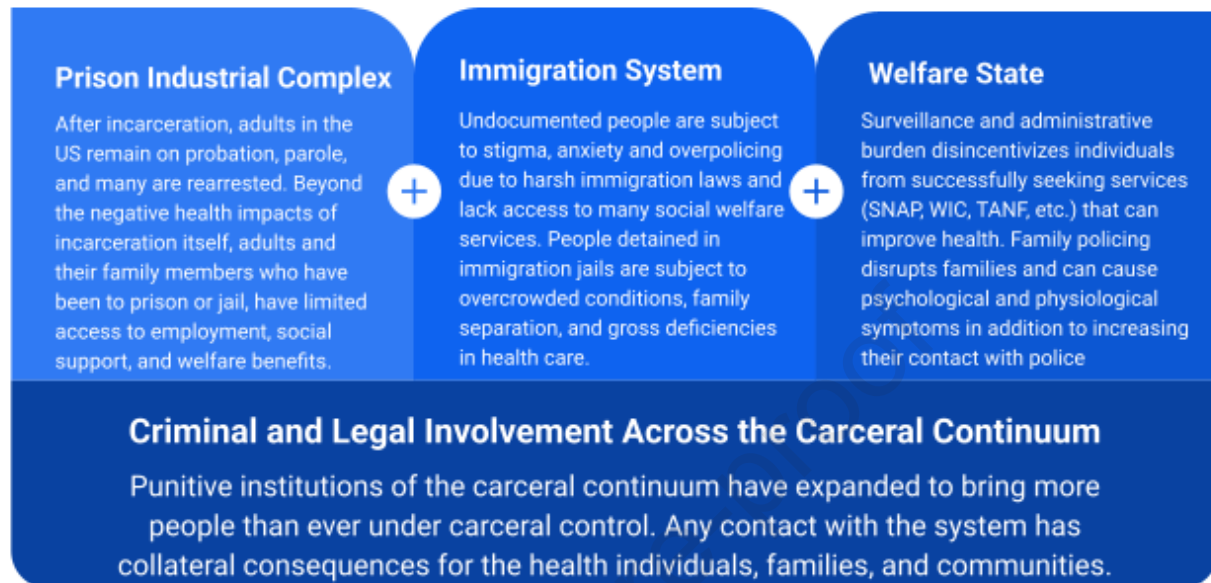 Prison Industrial Complex
After incarceration, adults in the
US remain on probation, parole,
and many are rearrested. Beyond
the negative health impacts of
incarceration itself, adults and
their family members who have
been to prison or jail, have limited
access to employment, social
support, and welfare benefits.
+
Immigration System
Undocumented people are subject
to stigma, anxiety and overpolicing
due to harsh immigration laws and
lack access to many social welfare
services. People detained in
immigration jails are subject to
overcrowded conditions, family
separation, and gross deficiencies
in health care.
+
Welfare State
Surveillance and administrative
burden disincentivizes individuals
from successfully seeking services
(SNAP, WIC, TANF, etc.) that can
improve health. Family policing
disrupts families and can cause
psychological and physiological
symptoms in addition to increasing
their contact with police
Criminal and Legal Involvement Across the Carceral Continuum
Punitive institutions of the carceral continuum have expanded to bring more
people than ever under carceral control. Any contact with the system has
collateral consequences for the health individuals, families, and communities.